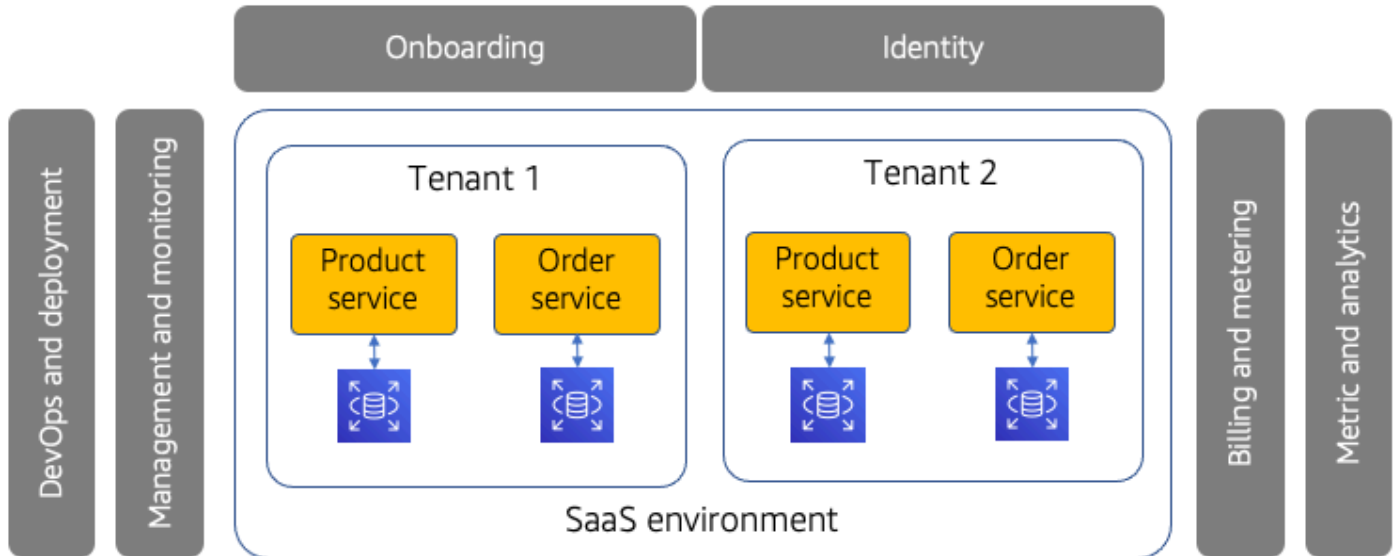 Onboarding
Identity
DevOps and deployment
Management and monitoring
Tenant 1
Product
service
Order
service
Tenant 2
Product
service
Order
service
SaaS environment
Billing and metering
Metric and analytics